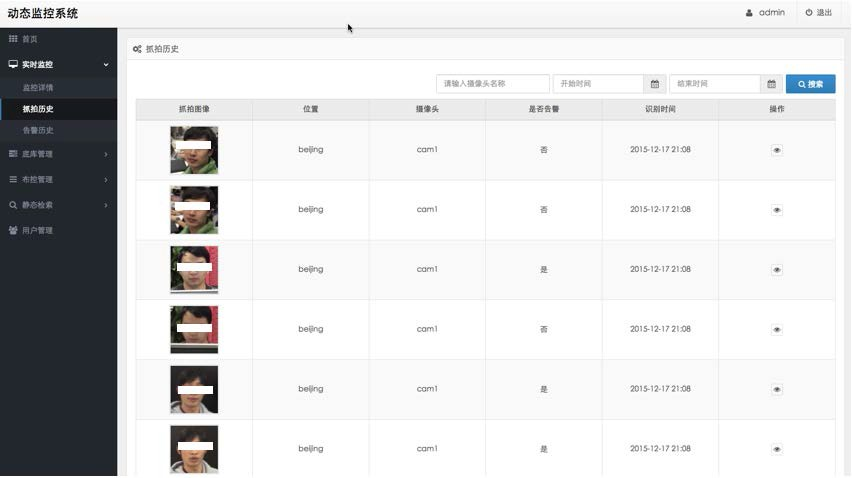 动态监控系统
admin 退出
首页
实时监控
监控详情
抓拍历史
告警历史
底库管理
布控管理
静态检索
用户管理
抓拍历史
请输入摄像头名称 开始时间 结束时间 搜索
抓拍图像 位置 摄像头 是否告警 识别时间 操作
beijing cam1 否 2015-12-17 21:08
beijing cam1 否 2015-12-17 21:08
beijing cam1 是 2015-12-17 21:08
beijing cam1 否 2015-12-17 21:08
beijing cam1 是 2015-12-17 21:08
beijing cam1 是 2015-12-17 21:08